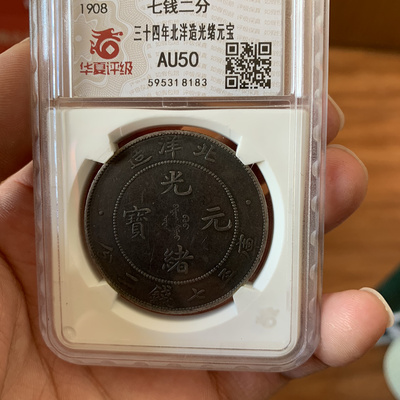 1908 七钱二分
三十四年北洋造光绪元宝
华夏评级
AU50
595318183
造洋北
光
寶 元
緒
分二錢七